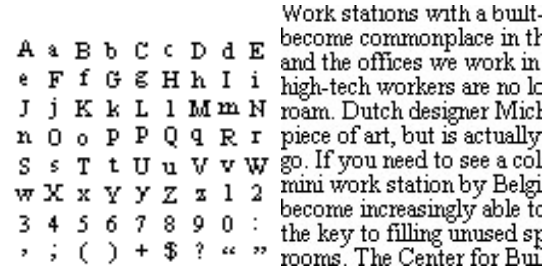 A a B b C c D d E
e F f G g H h I i
J j K k L l M m N
n O o P P Q q R r
S s T t U u V v W
w X x Y y Z z 1 2
3 4 5 6 7 8 9 0 :
, ; ( ) + $ ? “ ”
Work stations with a built-
become commonplace in th
and the offices we work in
high-tech workers are no lo
roam. Dutch designer Mich
piece of art, but is actually
go. If you need to see a col
mini work station by Belgi
become increasingly able to
the key to filling unused sp
rooms. The Center for Bui